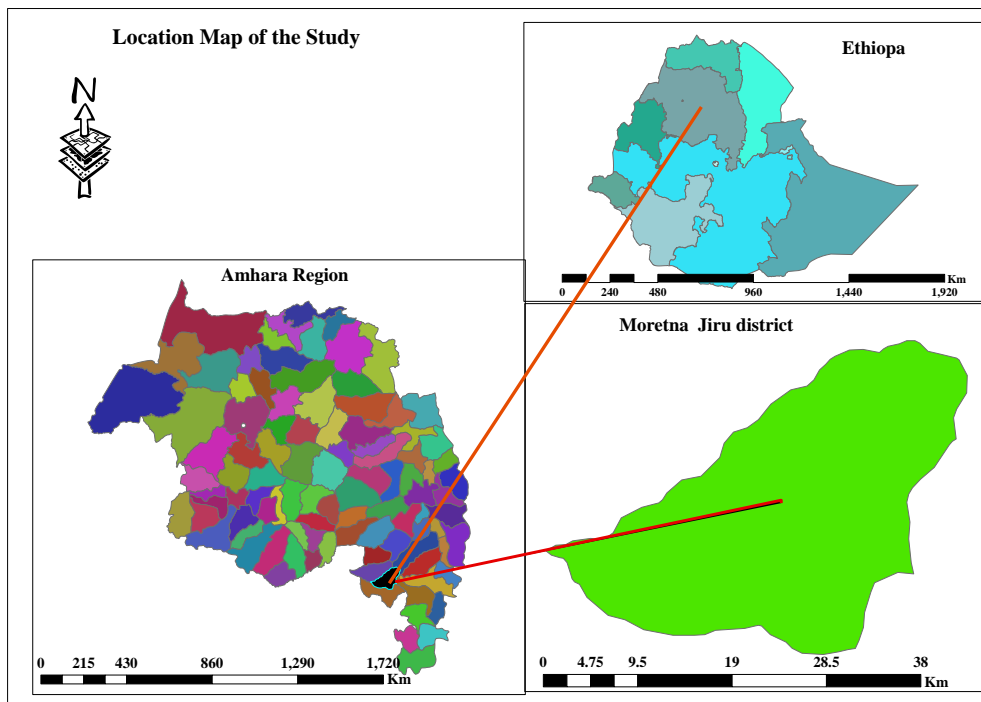 Location Map of the Study
N
Ethiopa
Km
0 240 480 960 1,440 1,920
Amhara Region
0 215 430 860 1,290 1,720
Km
Moretna Jiru district
0 4.75 9.5 19 28.5 38
Km